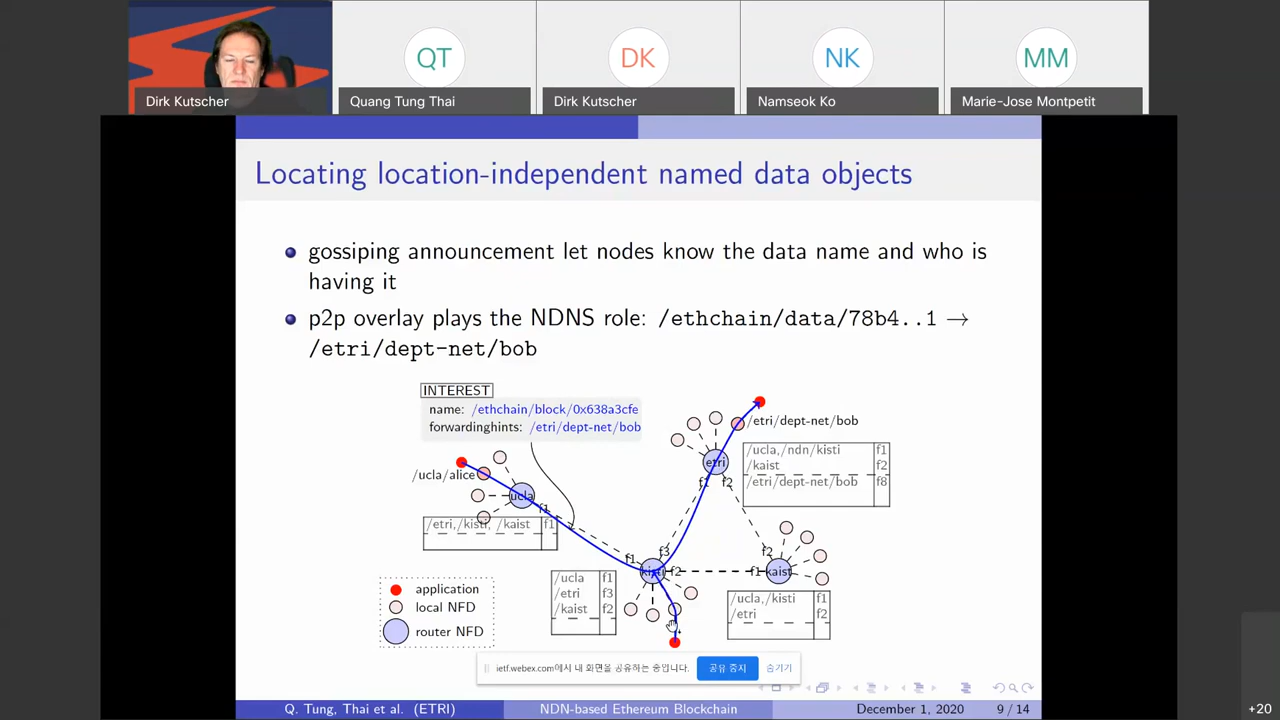 QT
DK
NK
MM
Dirk Kutscher
Quang Tung Thai
Dirk Kutscher
Namseok Ko
Marie-Jose Montpetit
Locating location-independent named data objects
gossiping announcement let nodes know the data name and who is
having it
p2p overlay plays the NDNS role: /ethchain/data/78b4..1 →
/etri/dept-net/bob
INTEREST
name: /ethchain/block/0x638a3cfe
forwardinghints: /etri/dept-net/bob
/etri/dept-net/bob
/ucla,/ndn/kisti f1
/kaist f2
/etri/dept-net/bob f8
etri
f1 f2
/ucla/alice
ucla
f1
/etri,/kisti, /kaist f1
f1
f3
kisti
f2
f2
f1
kaist
/ucla f1
/etri f3
/kaist f2
/ucla,/kisti f1
/etri f2
application
local NFD
router NFD
ietf.webex.com에서 내 화면을 공유하는 중입니다.
공유 중지
숨기기
Q. Tung, Thai et al. (ETRI)
NDN-based Ethereum Blockchain
December 1, 2020
9 / 14
+20